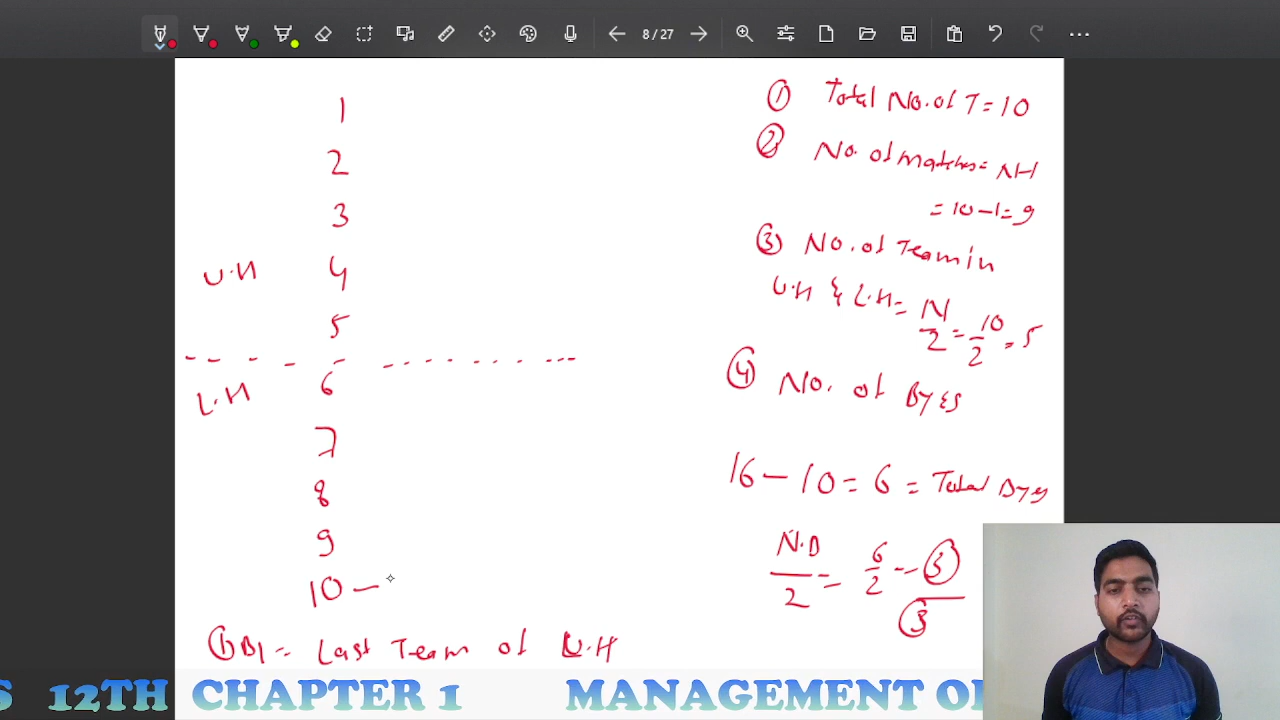 8 / 27
1
2
3
U.H 4
5
L.H 6
7
8
9
10 —
① B1 = Last Team of U.H
① Total No. of T = 10
② No. of matches = N-1
= 10 - 1 = 9
③ No. of Team in
U.H & L.H = N/2 = 10/2 = 5
④ No. of Byes
16 - 10 = 6 = Total Byes
N.B/2 = 6/2 - 3
3
S 12TH CHAPTER 1 MANAGEMENT OF